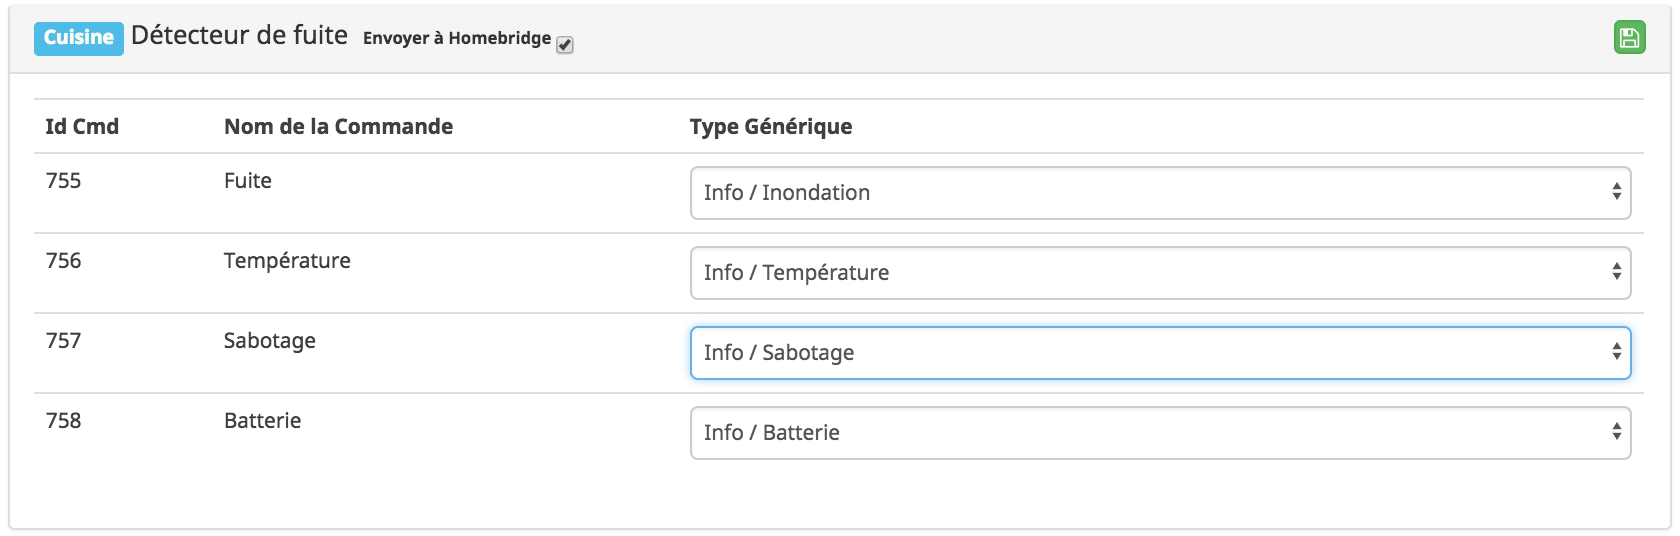 Cuisine Détecteur de fuite Envoyer à Homebridge
Id Cmd Nom de la Commande Type Générique
755 Fuite Info / Inondation
756 Température Info / Température
757 Sabotage Info / Sabotage
758 Batterie Info / Batterie